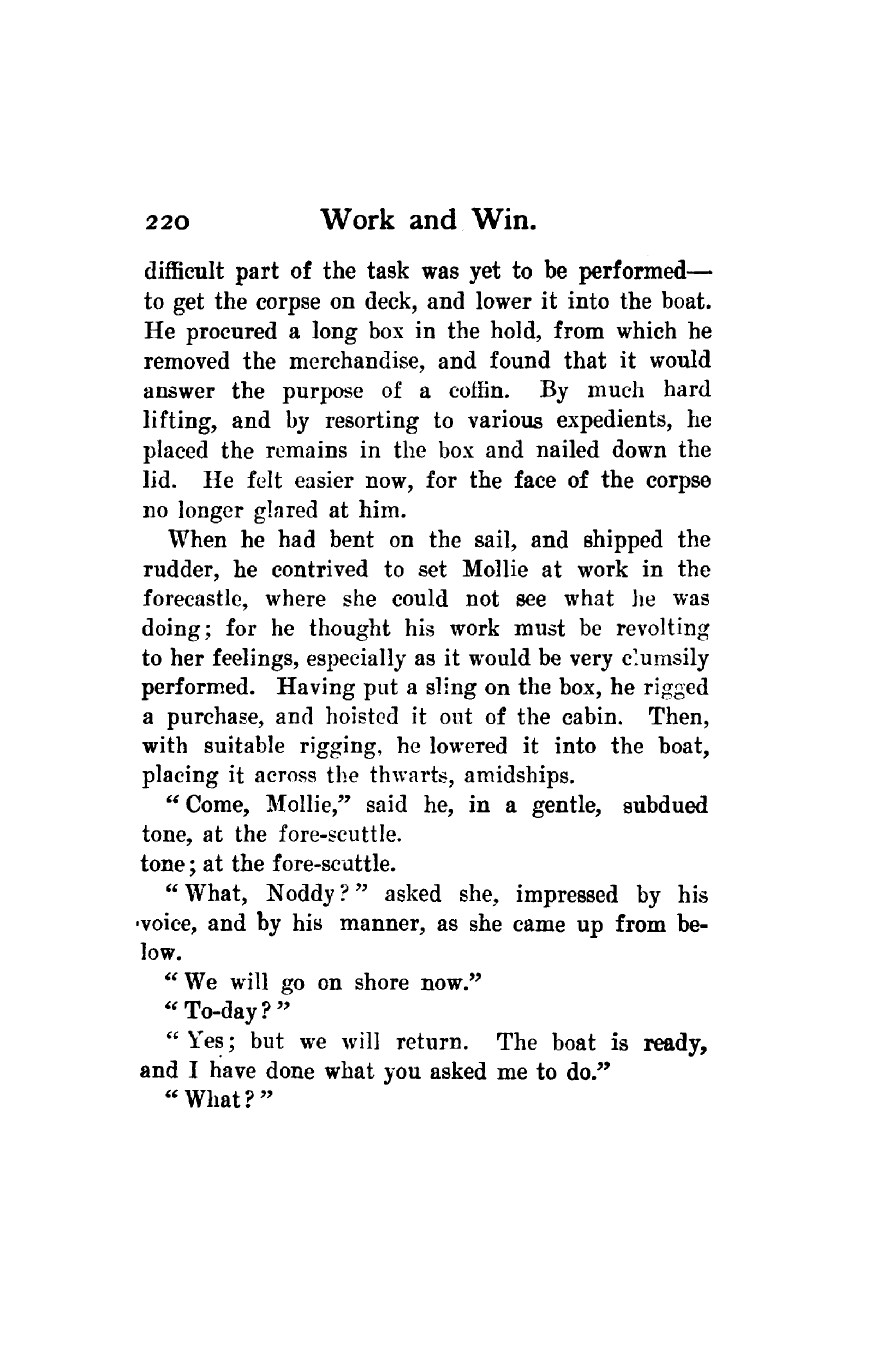 220 Work and Win.
difficult part of the task was yet to be performed—
to get the corpse on deck, and lower it into the boat.
He procured a long box in the hold, from which he
removed the merchandise, and found that it would
answer the purpose of a coffin. By much hard
lifting, and by resorting to various expedients, he
placed the remains in the box and nailed down the
lid. He felt easier now, for the face of the corpse
no longer glared at him.
When he had bent on the sail, and shipped the
rudder, he contrived to set Mollie at work in the
forecastle, where she could not see what he was
doing; for he thought his work must be revolting
to her feelings, especially as it would be very clumsily
performed. Having put a sling on the box, he rigged
a purchase, and hoisted it out of the cabin. Then,
with suitable rigging, he lowered it into the boat,
placing it across the thwarts, amidships.
“Come, Mollie,” said he, in a gentle, subdued
tone, at the fore-scuttle.
tone; at the fore-scuttle.
“What, Noddy?” asked she, impressed by his
voice, and by his manner, as she came up from be-
low.
“We will go on shore now.”
“To-day?”
“Yes; but we will return. The boat is ready,
and I have done what you asked me to do.”
“What?”